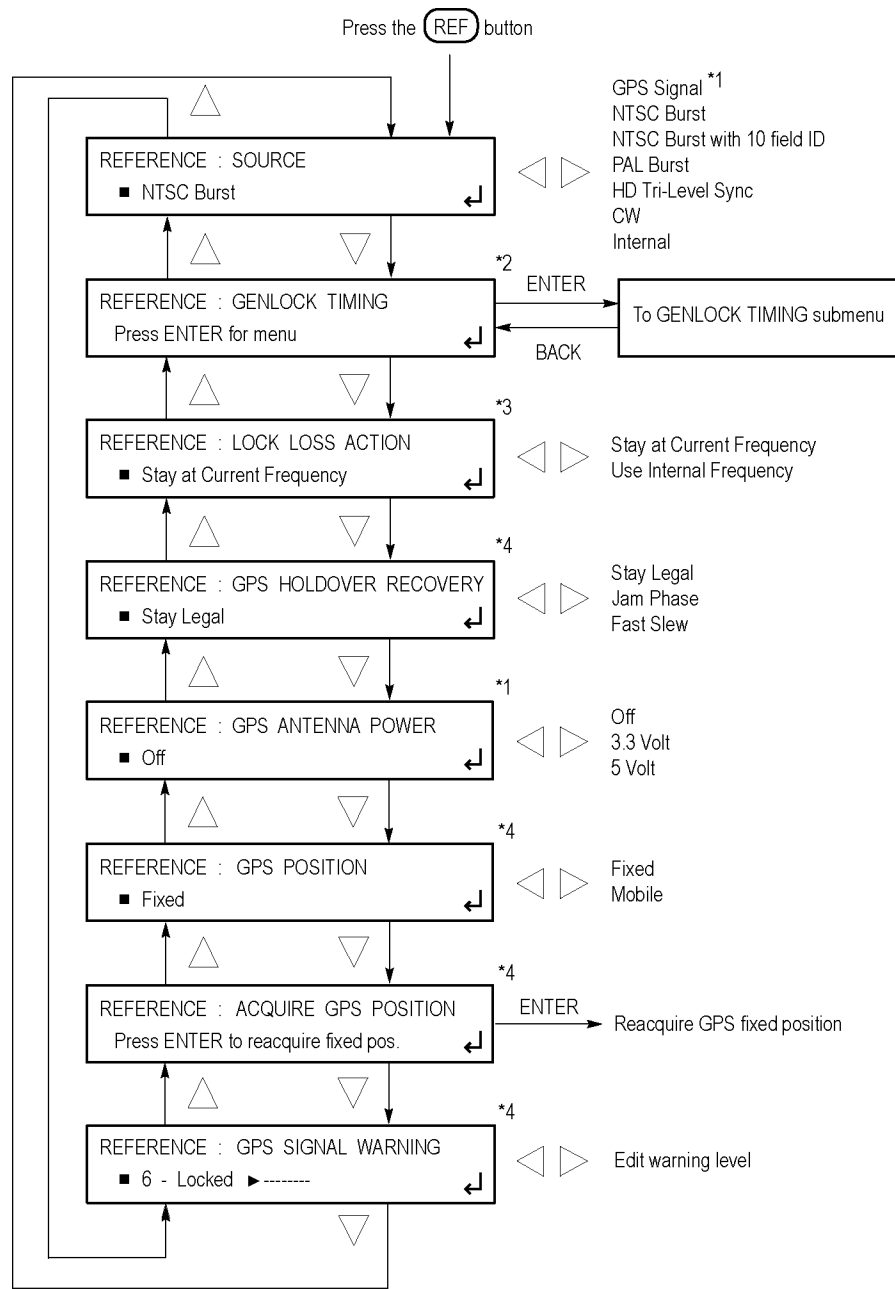 Press the REF button
GPS Signal *1
NTSC Burst
NTSC Burst with 10 field ID
PAL Burst
HD Tri-Level Sync
CW
Internal
REFERENCE : SOURCE
■ NTSC Burst
*2
REFERENCE : GENLOCK TIMING
Press ENTER for menu
ENTER
BACK
To GENLOCK TIMING submenu
*3
REFERENCE : LOCK LOSS ACTION
■ Stay at Current Frequency
Stay at Current Frequency
Use Internal Frequency
*4
REFERENCE : GPS HOLDOVER RECOVERY
■ Stay Legal
Stay Legal
Jam Phase
Fast Slew
*1
REFERENCE : GPS ANTENNA POWER
■ Off
Off
3.3 Volt
5 Volt
*4
REFERENCE : GPS POSITION
■ Fixed
Fixed
Mobile
*4
REFERENCE : ACQUIRE GPS POSITION
Press ENTER to reacquire fixed pos.
ENTER
Reacquire GPS fixed position
*4
REFERENCE : GPS SIGNAL WARNING
■ 6 - Locked ►--------
Edit warning level